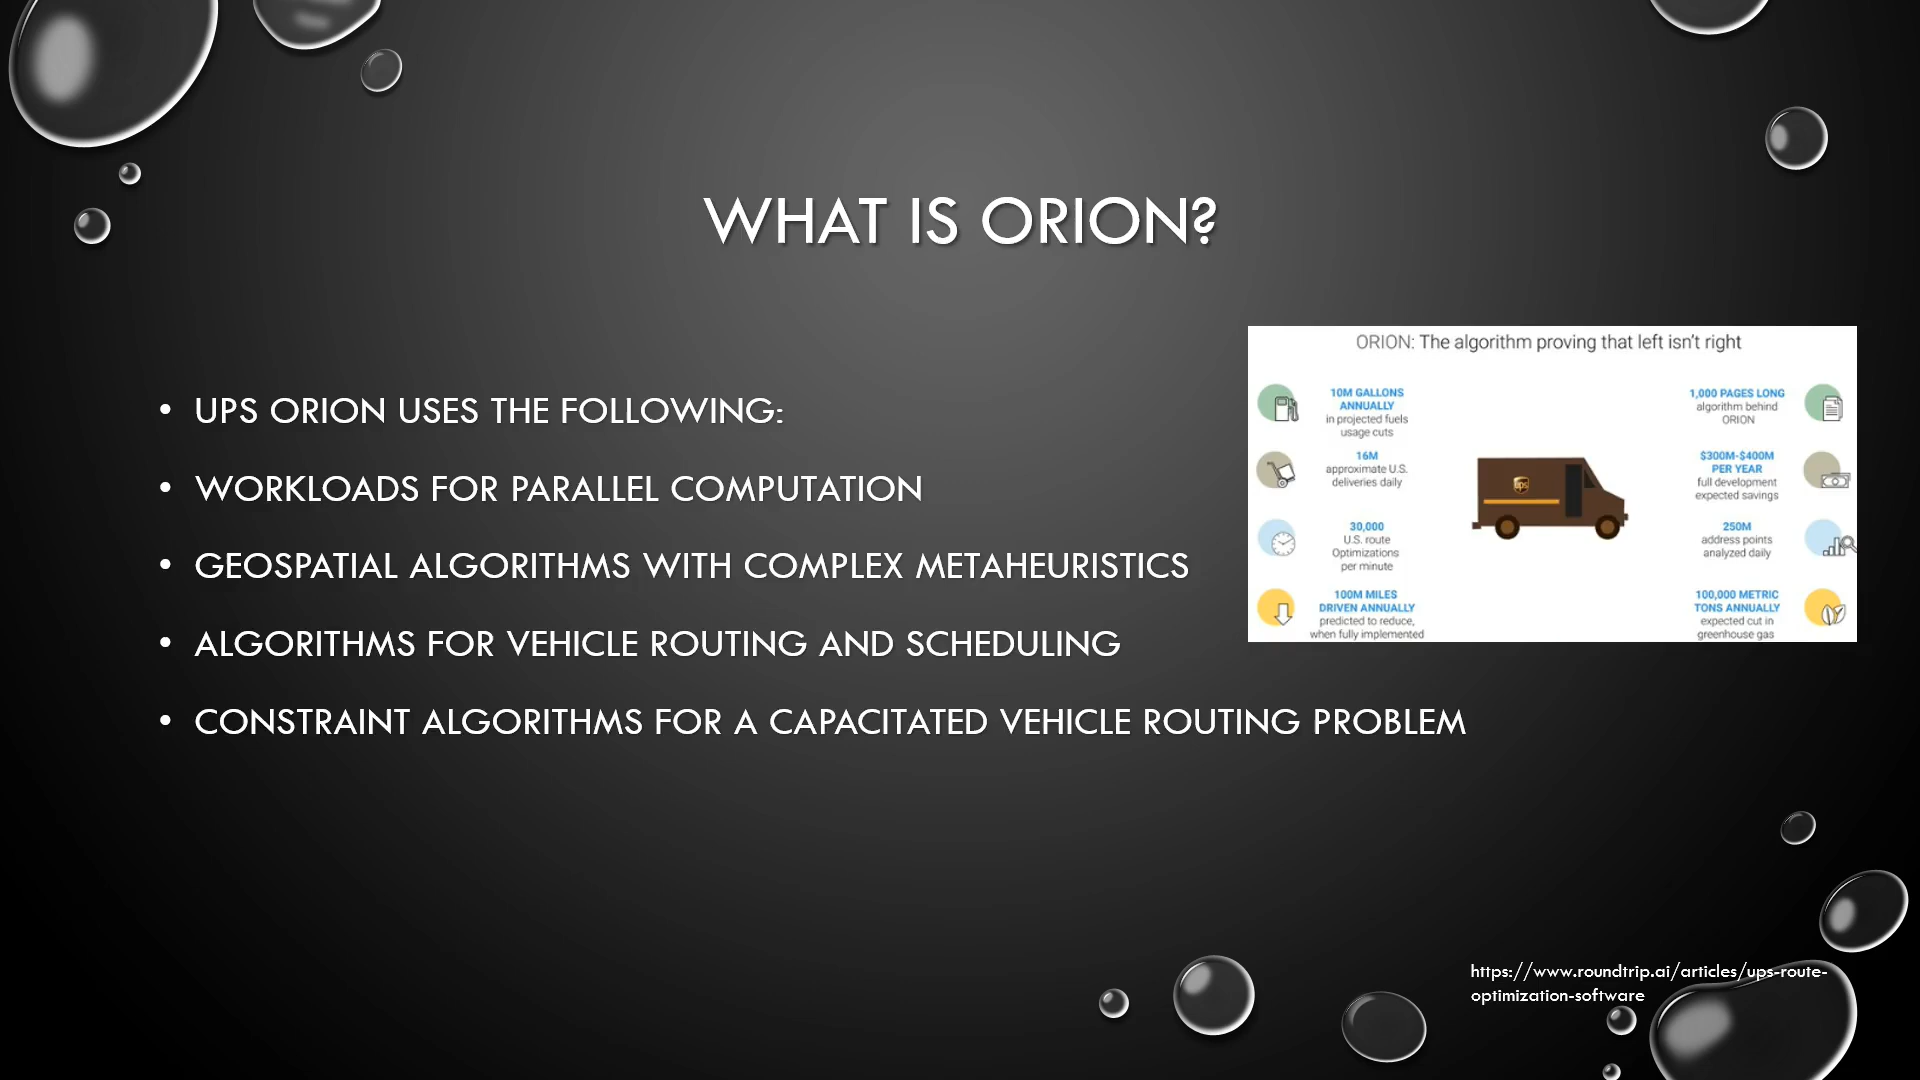 WHAT IS ORION?
• UPS ORION USES THE FOLLOWING:
• WORKLOADS FOR PARALLEL COMPUTATION
• GEOSPATIAL ALGORITHMS WITH COMPLEX METAHEURISTICS
• ALGORITHMS FOR VEHICLE ROUTING AND SCHEDULING
• CONSTRAINT ALGORITHMS FOR A CAPACITATED VEHICLE ROUTING PROBLEM
ORION: The algorithm proving that left isn't right
10M GALLONS
ANNUALLY
in projected fuels
usage cuts
16M
approximate U.S.
deliveries daily
30,000
U.S. route
Optimizations
per minute
100M MILES
DRIVEN ANNUALLY
predicted to reduce,
when fully implemented
ups
1,000 PAGES LONG
algorithm behind
ORION
$300M-$400M
PER YEAR
full development
expected savings
250M
address points
analyzed daily
100,000 METRIC
TONS ANNUALLY
expected cut in
greenhouse gas
https://www.roundtrip.ai/articles/ups-route-
optimization-software